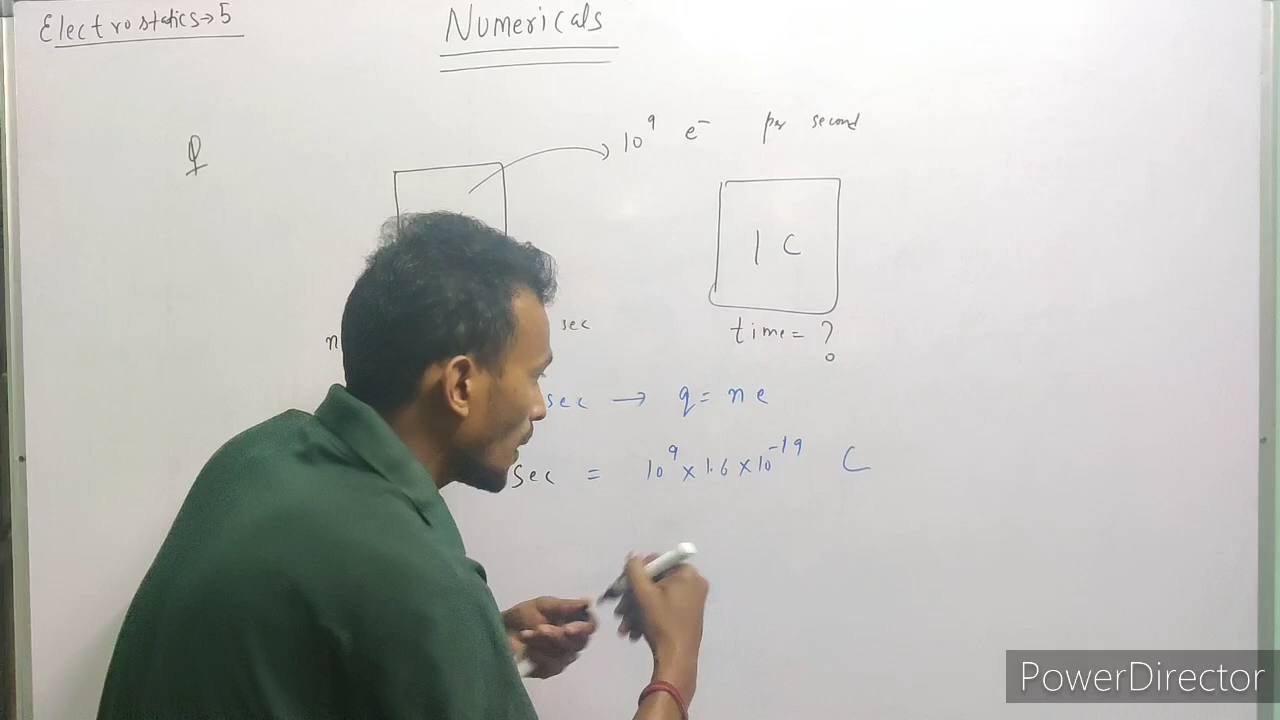 Electrostatics→5
Numericals
10⁹ e⁻ per second
Q
1 C
n
sec
time = ?
sec → q = ne
sec = 10⁹ × 1.6 × 10⁻¹⁹ C
PowerDirector